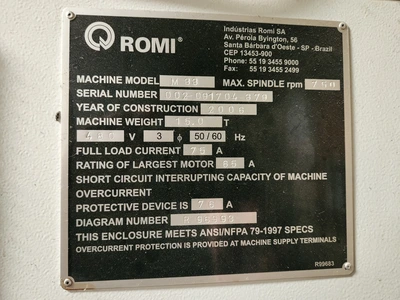 ROMI®
Indústrias Romi SA
Av. Pérola Byington, 56
Santa Bárbara d'Oeste - SP -Brazil
CEP 13453-900
Phone: 55 19 3455 9000
Fax: 55 19 3455 2499
MACHINE MODEL MAX. SPINDLE rpm 750
SERIAL NUMBER
YEAR OF CONSTRUCTION 2006
MACHINE WEIGHT T
V 3 ϕ 50/60 Hz
FULL LOAD CURRENT 75 A
RATING OF LARGEST MOTOR A
SHORT CIRCUIT INTERRUPTING CAPACITY OF MACHINE
OVERCURRENT
PROTECTIVE DEVICE IS A
DIAGRAM NUMBER
THIS ENCLOSURE MEETS ANSI/NFPA 79-1997 SPECS
OVERCURRENT PROTECTION IS PROVIDED AT MACHINE SUPPLY TERMINALS
R99683